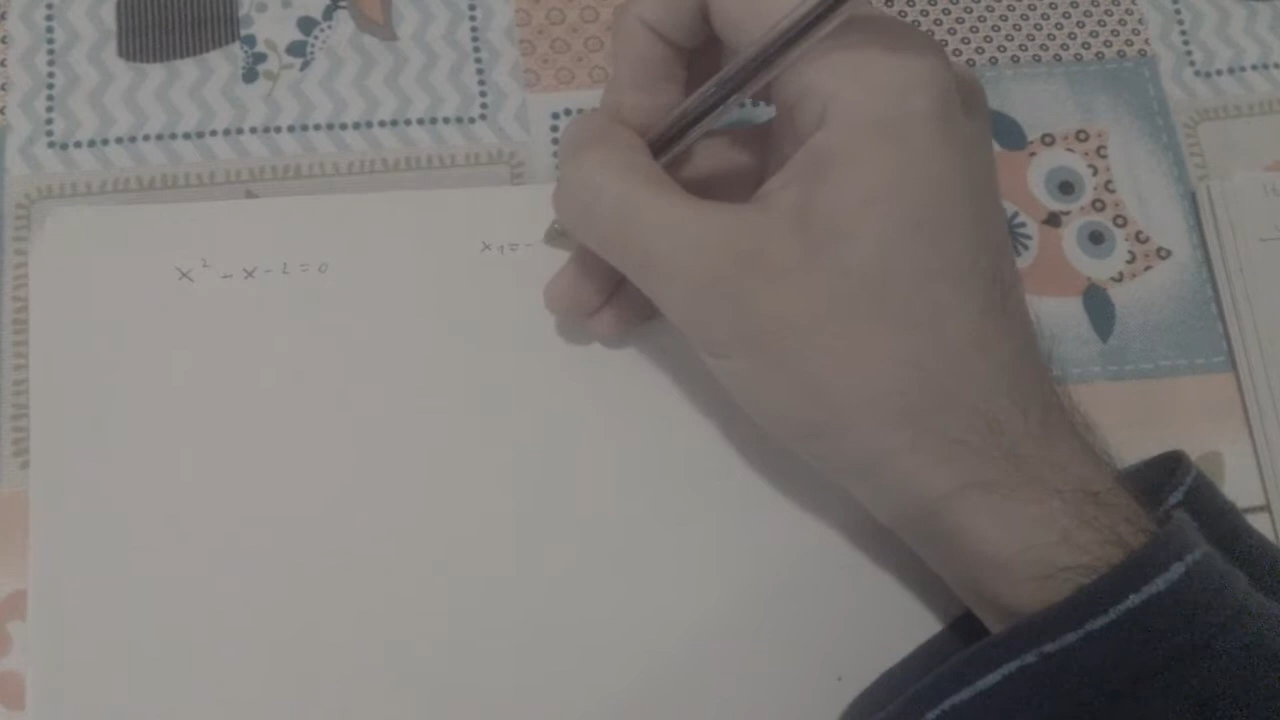 x² + x - 2 = 0
x₁ = -